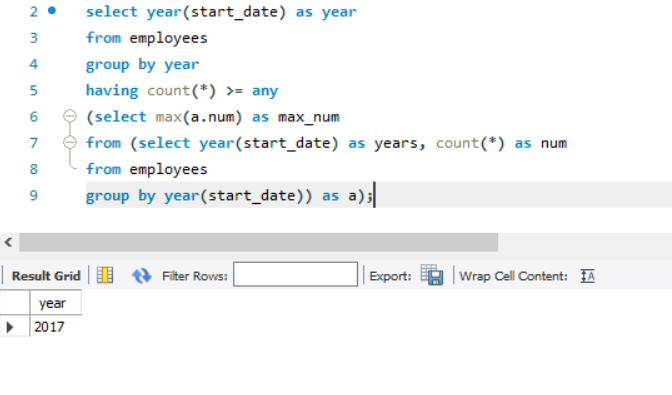 2 select year(start_date) as year
3 from employees
4 group by year
5 having count(*) >= any
6 (select max(a.num) as max_num
7 from (select year(start_date) as years, count(*) as num
8 from employees
9 group by year(start_date)) as a);
Result Grid Filter Rows: Export: Wrap Cell Content: IA
year
2017